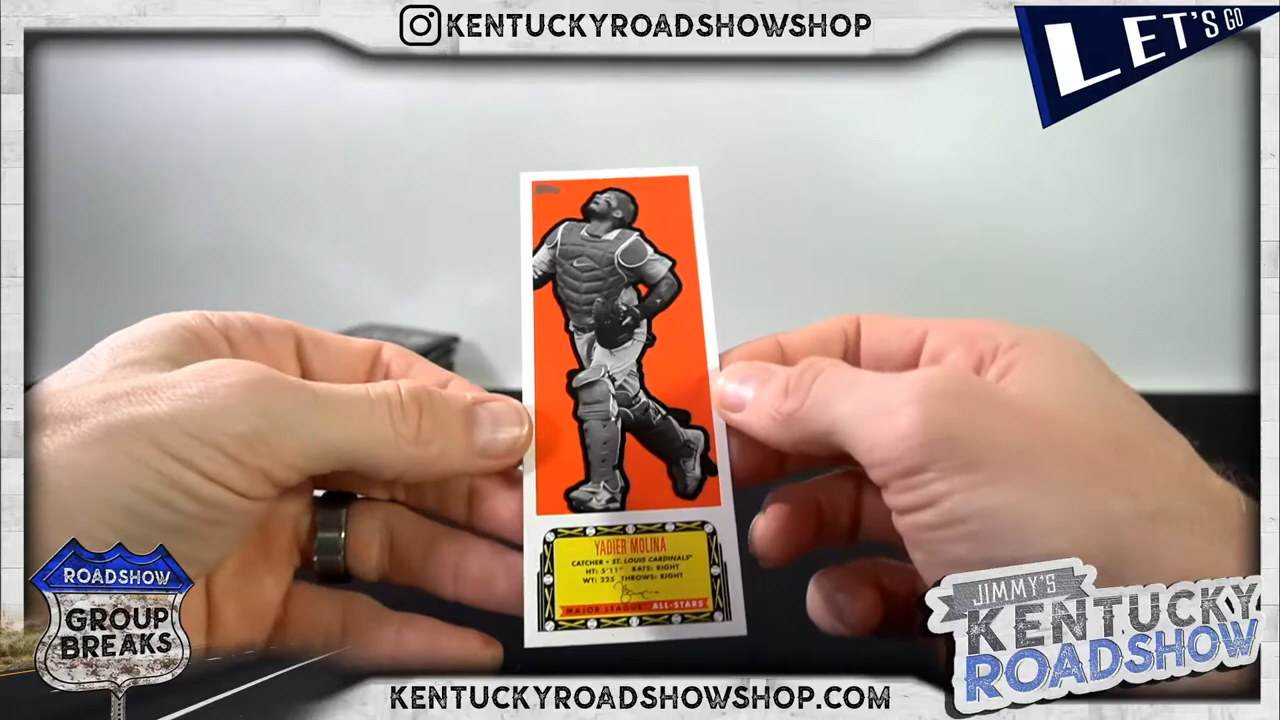 KENTUCKYROADSHOWSHOP
LET'S GO
Topps
YADIER MOLINA
CATCHER • ST. LOUIS CARDINALS®
HT: 5'11" BATS: RIGHT
WT: 225 THROWS: RIGHT
MAJOR LEAGUE ALL-STARS
ROADSHOW
GROUP
BREAKS
JIMMY'S
KENTUCKY
ROADSHOW
KENTUCKYROADSHOWSHOP.COM